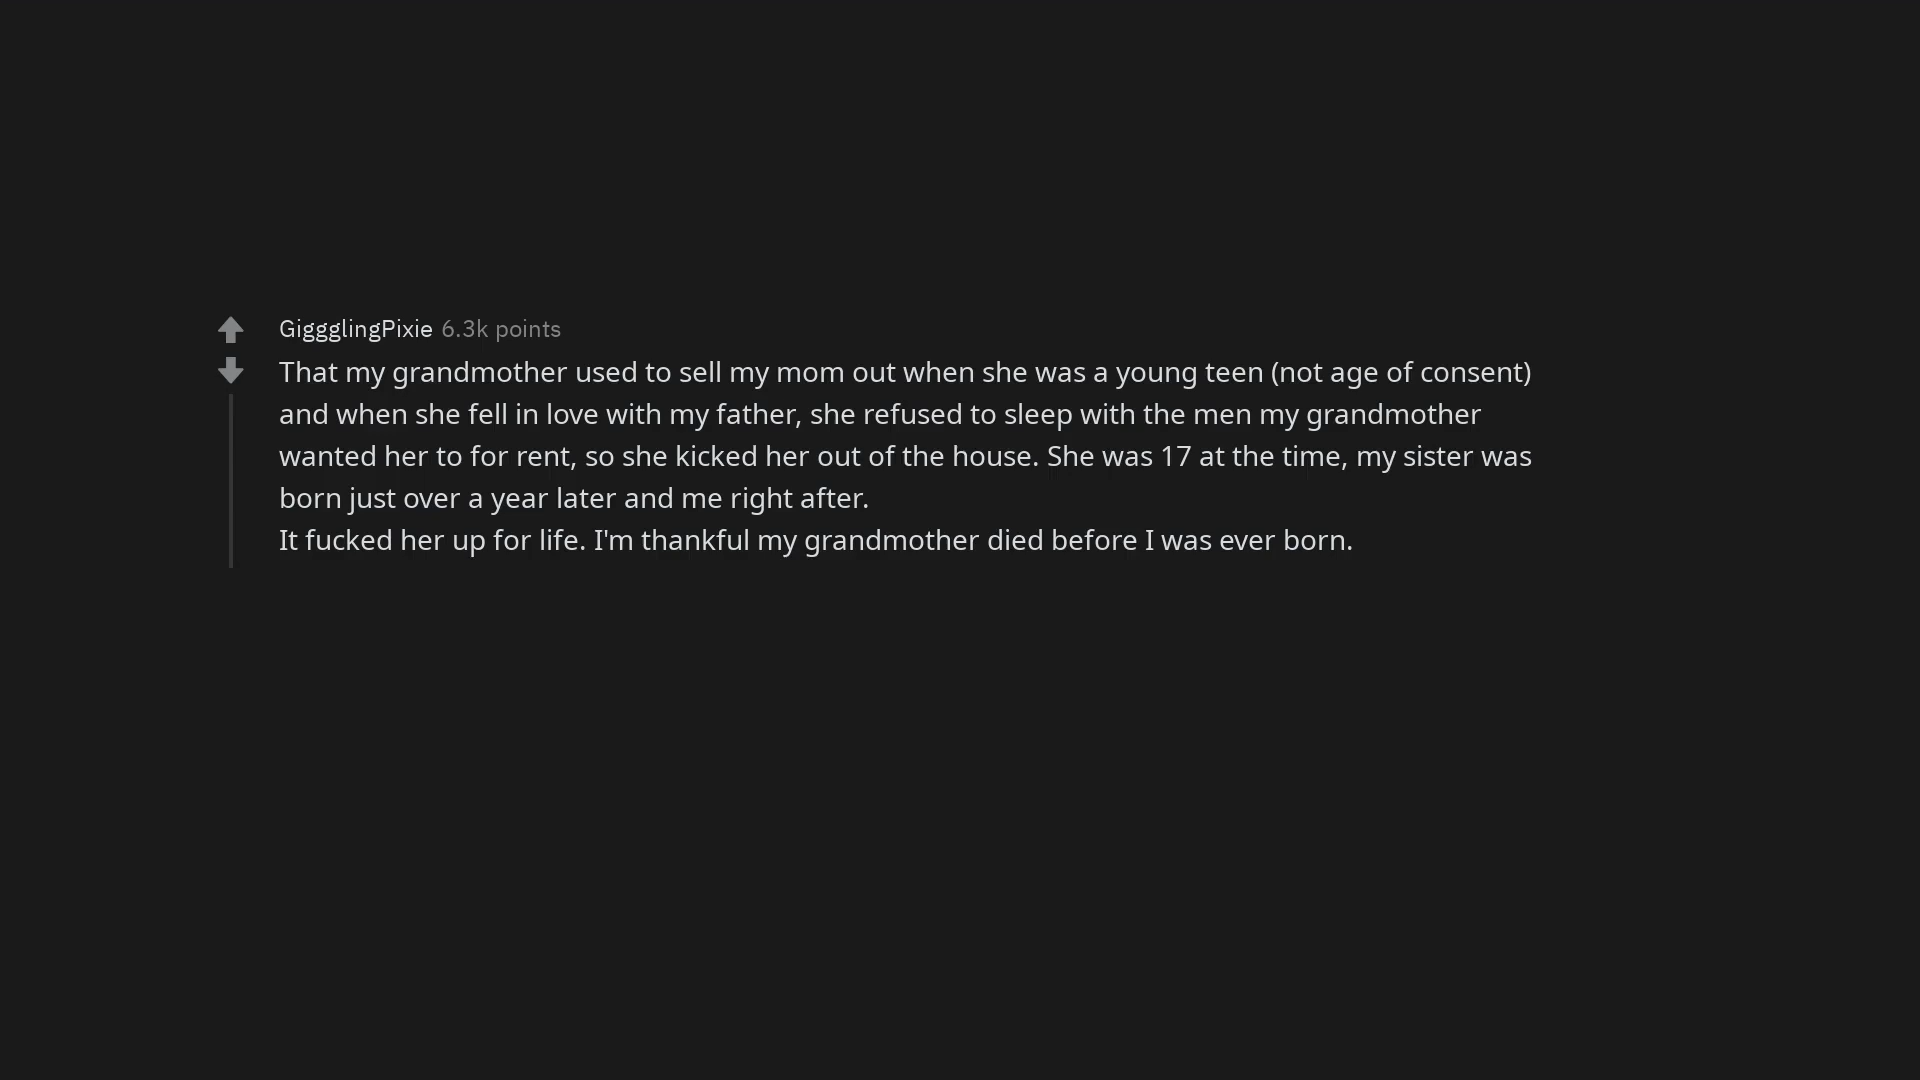 GiggglingPixie 6.3k points
That my grandmother used to sell my mom out when she was a young teen (not age of consent)
and when she fell in love with my father, she refused to sleep with the men my grandmother
wanted her to for rent, so she kicked her out of the house. She was 17 at the time, my sister was
born just over a year later and me right after.
It fucked her up for life. I'm thankful my grandmother died before I was ever born.